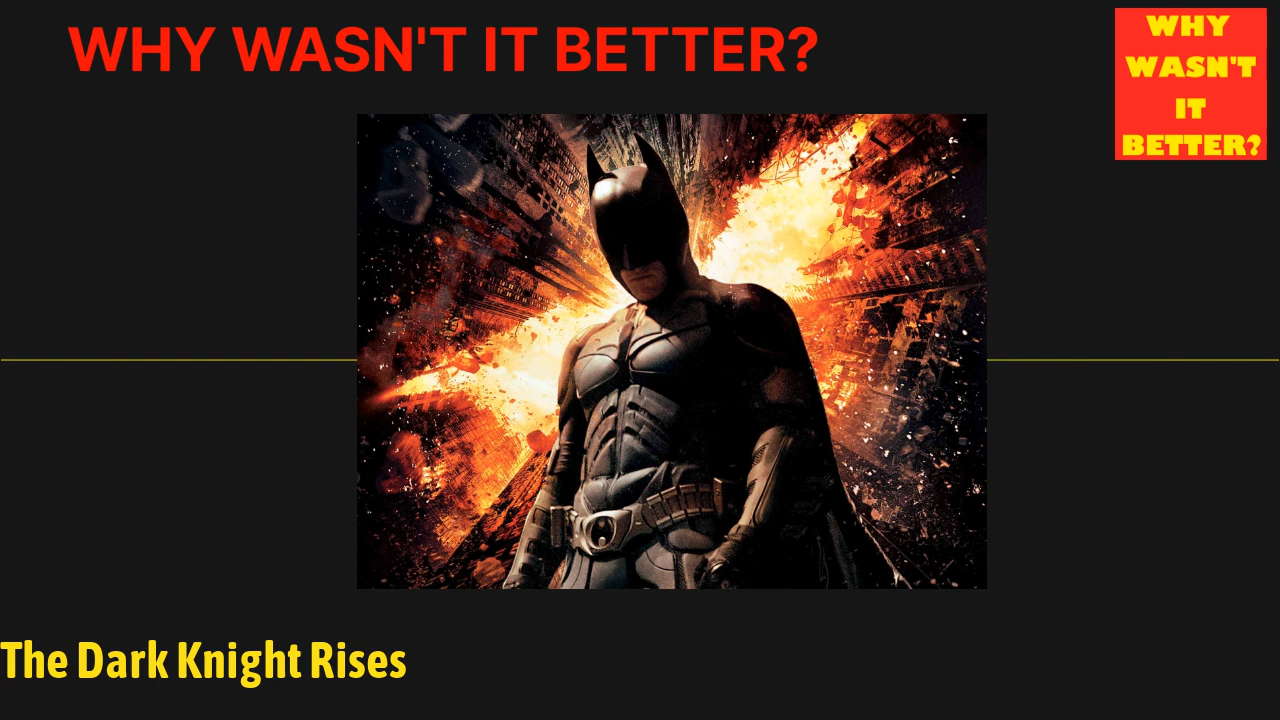 WHY WASN'T IT BETTER?
WHY
WASN'T
IT
BETTER?
The Dark Knight Rises